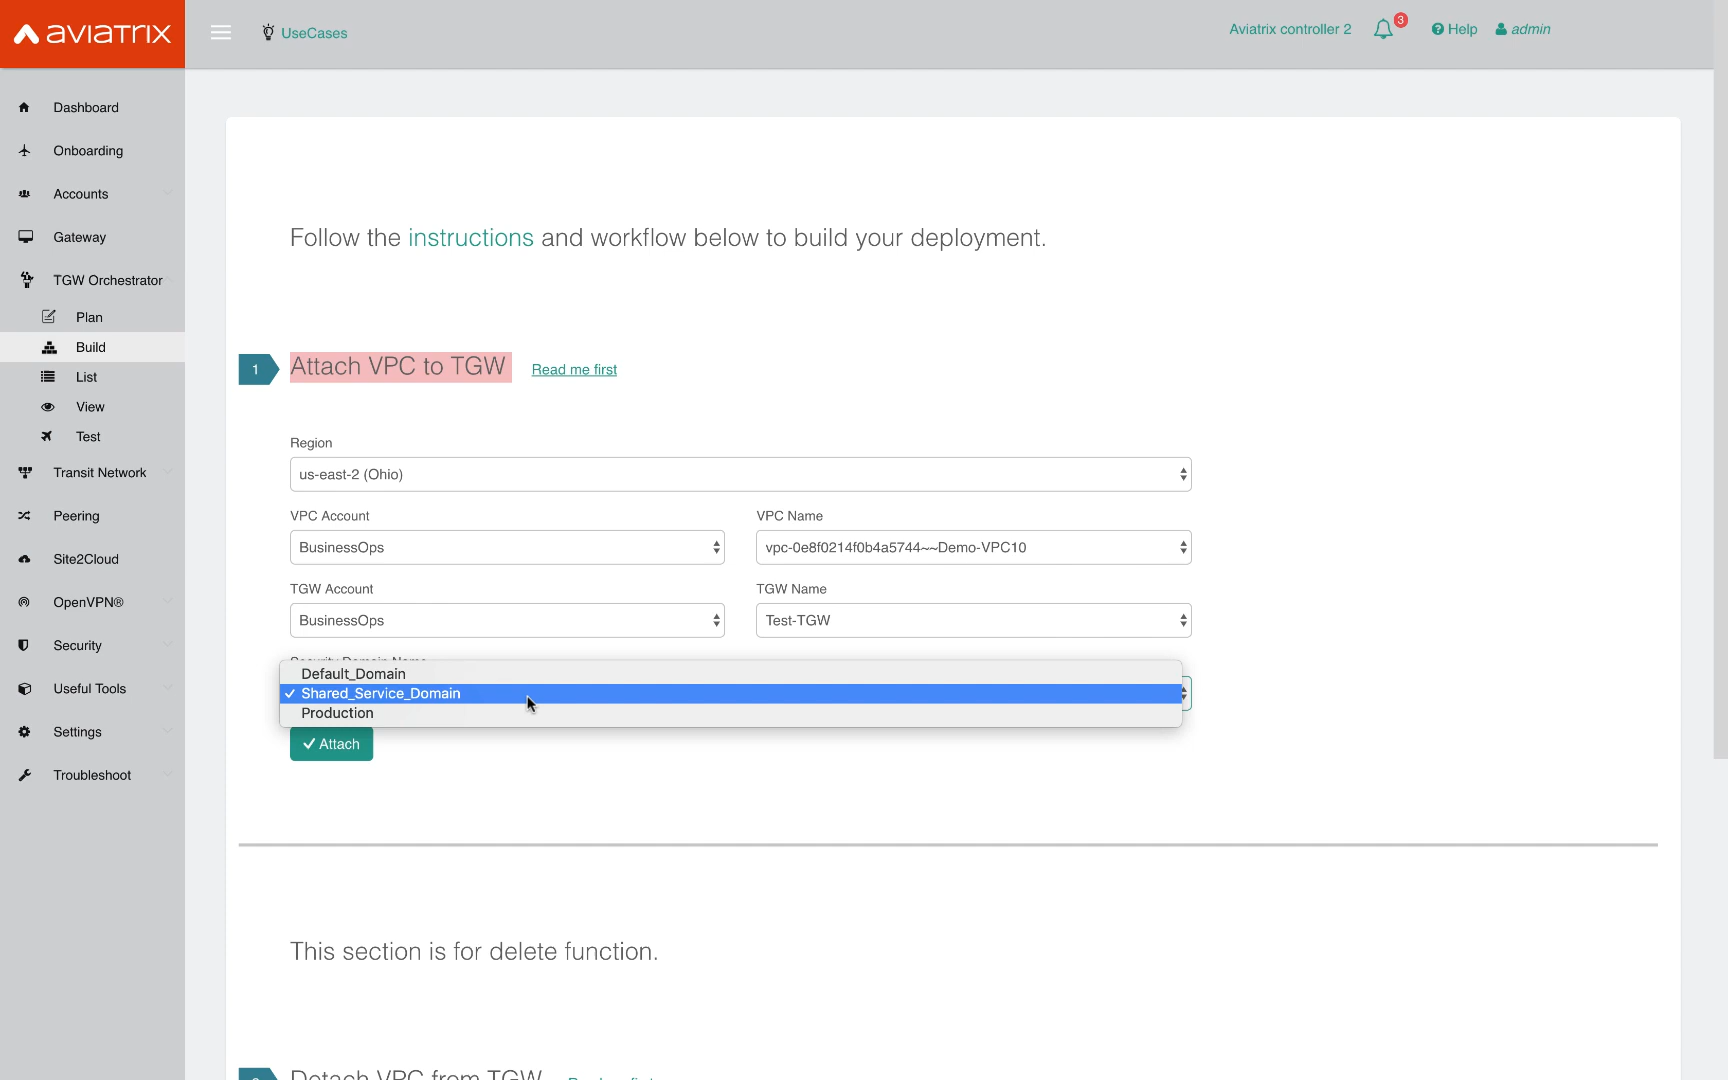 aviatrix
UseCases
Aviatrix controller 2
3
Help
admin
Dashboard
Onboarding
Accounts
Gateway
TGW Orchestrator
Plan
Build
List
View
Test
Transit Network
Peering
Site2Cloud
OpenVPN®
Security
Useful Tools
Settings
Troubleshoot
Follow the instructions and workflow below to build your deployment.
1 Attach VPC to TGW Read me first
Region
us-east-2 (Ohio)
VPC Account
BusinessOps
VPC Name
vpc-0e8f0214f0b4a5744~~Demo-VPC10
TGW Account
BusinessOps
TGW Name
Test-TGW
Security Domain Name
Default_Domain
✓ Shared_Service_Domain
Production
✓ Attach
This section is for delete function.
Detach VPC from TGW